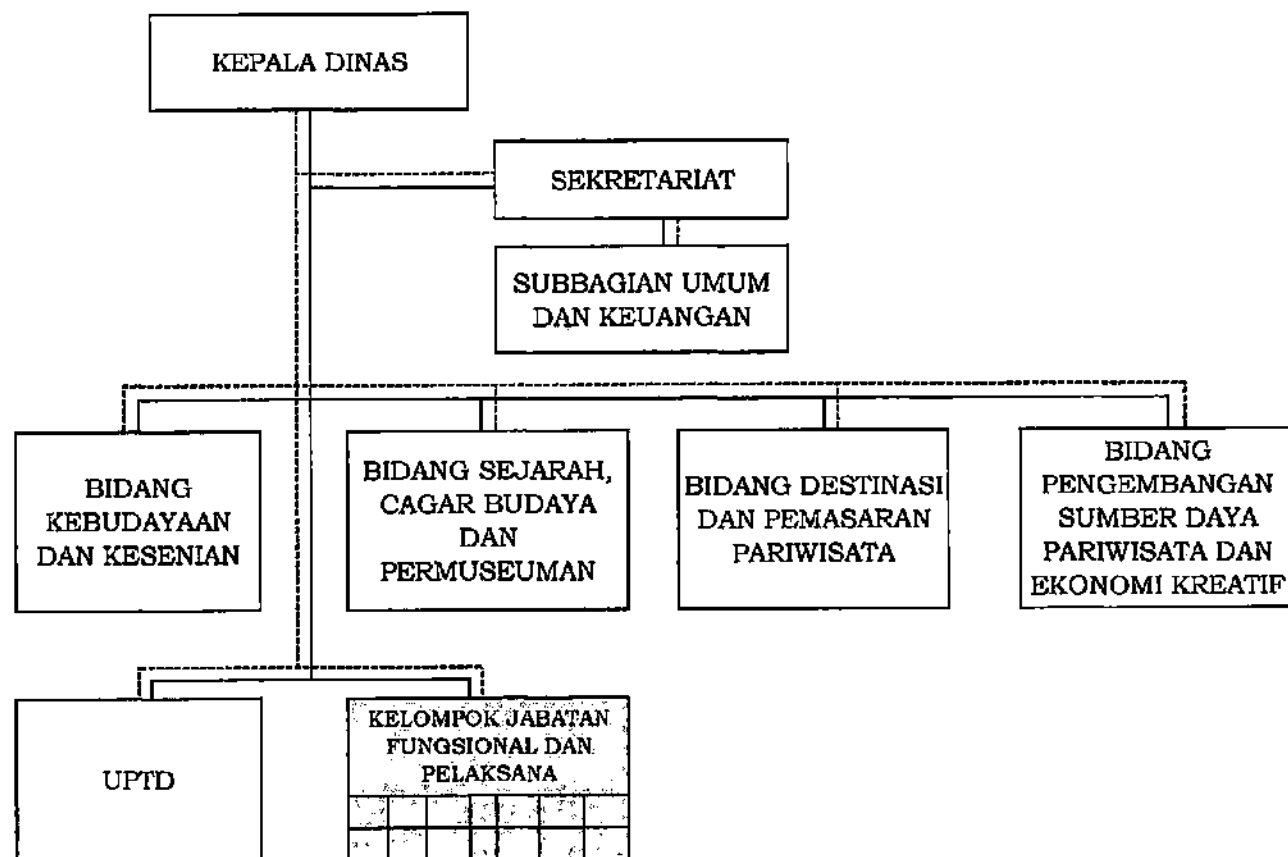 KEPALA DINAS
SEKRETARIAT
SUBBAGIAN UMUM
DAN KEUANGAN
BIDANG
KEBUDAYAAN
DAN KESENIAN
BIDANG SEJARAH,
CAGAR BUDAYA
DAN
PERMUSEUMAN
BIDANG DESTINASI
DAN PEMASARAN
PARIWISATA
BIDANG
PENGEMBANGAN
SUMBER DAYA
PARIWISATA DAN
EKONOMI KREATIF
UPTD
KELOMPOK JABATAN
FUNGSIONAL DAN
PELAKSANA